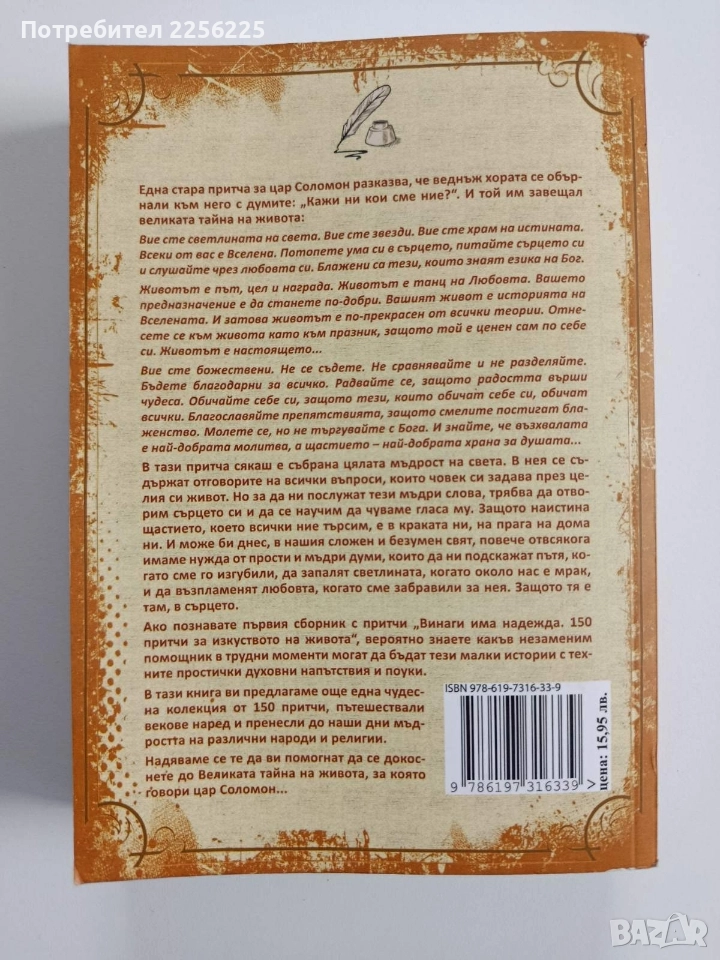 Потребител 2256225
Една стара притча за цар Соломон разказва, че веднъж хората се обър-
нали към него с думите: „Кажи ни кои сме ние?“. И той им завещал
великата тайна на живота:
Вие сте светлината на света. Вие сте звезди. Вие сте храм на истината.
Всеки от вас е Вселена. Потопете ума си в сърцето, питайте сърцето си
и слушайте чрез любовта си. Блажени са тези, които знаят езика на Бог.
Животът е път, цел и награда. Животът е танц на Любовта. Вашето
предназначение е да станете по-добри. Вашият живот е историята на
Вселената. И затова животът е по-прекрасен от всички теории. Отне-
сете се към живота като към празник, защото той е ценен сам по себе
си. Животът е настоящето...
Вие сте божествени. Не се съдете. Не сравнявайте и не разделяйте.
Бъдете благодарни за всичко. Радвайте се, защото радостта върши
чудеса. Обичайте себе си, защото тези, които обичат себе си, обичат
всички. Благославяйте препятствията, защото смелите постигат бла-
женство. Молете се, но не търгувайте с Бога. И знайте, че възхвалата
е най-добрата молитва, а щастието – най-добрата храна за душата...
В тази притча сякаш е събрана цялата мъдрост на света. В нея се съ-
държат отговорите на всички въпроси, които човек си задава през це-
лия си живот. Но за да ни послужат тези мъдри слова, трябва да отво-
рим сърцето си и да се научим да чуваме гласа му. Защото наистина
щастието, което всички ние търсим, е в краката ни, на прага на дома
ни. И може би днес, в нашия сложен и безумен свят, повече отвсякога
имаме нужда от прости и мъдри думи, които да ни подскажат пътя, ко-
гато сме го изгубили, да запалят светлината, когато около нас е мрак,
и да възпламенят любовта, когато сме забравили за нея. Защото тя е
там, в сърцето.
Ако познавате първия сборник с притчи „Винаги има надежда. 150
притчи за изкуството на живота“, вероятно знаете какъв незаменим
помощник в трудни моменти могат да бъдат тези малки истории с тех-
ните простички духовни напътствия и поуки.
В тази книга ви предлагаме още една чудес-
на колекция от 150 притчи, пътешествали
векове наред и пренесли до наши дни мъд-
ростта на различни народи и религии.
Надяваме се те да ви помогнат да се докос-
нете до Великата тайна на живота, за която
говори цар Соломон...
ISBN 978-619-7316-33-9
9 786197 316339 >
цена: 15,95 лв.
BAZAR